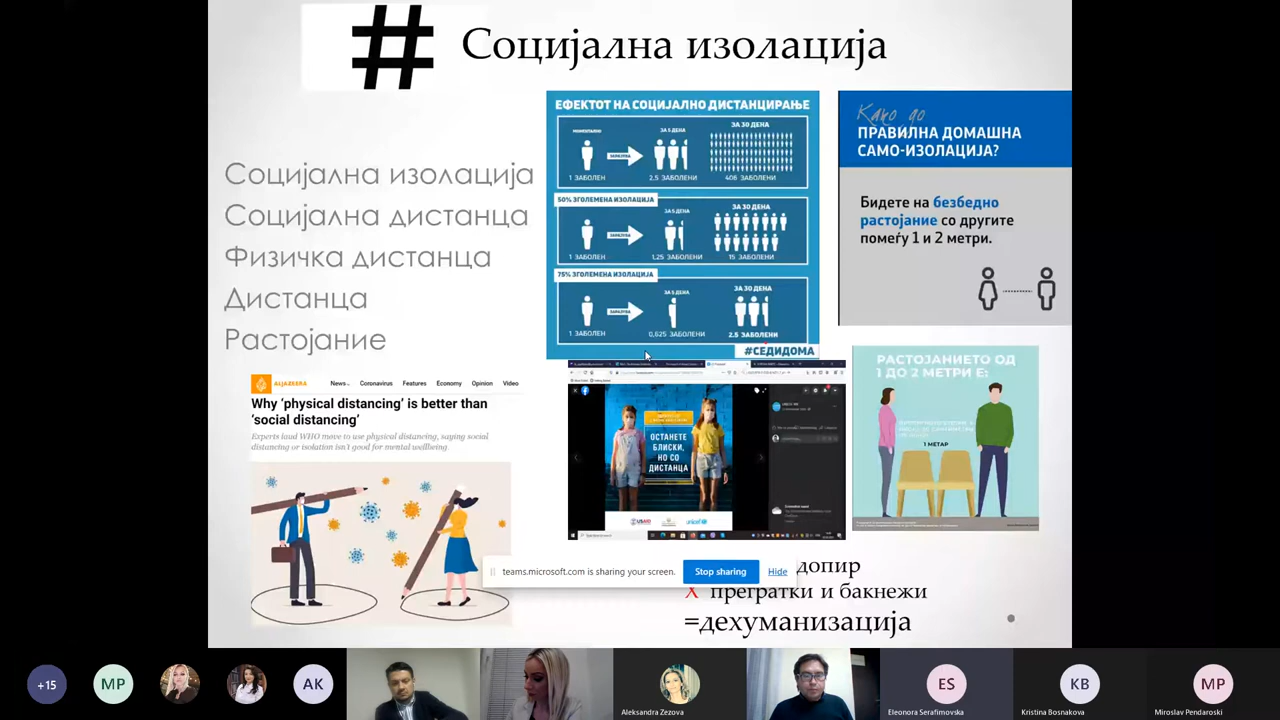 # Социјална изолација
Социјална изолација
Социјална дистанца
Физичка дистанца
Дистанца
Растојание
ЕФЕКТОТ НА СОЦИЈАЛНО ДИСТАНЦИРАЊЕ
МОМЕНТАЛНО
ЗА 5 ДЕНА
ЗА 30 ДЕНА
1 ЗАБОЛЕН
2.5 ЗАБОЛЕНИ
406 ЗАБОЛЕНИ
50% ЗГОЛЕМЕНА ИЗОЛАЦИЈА
ЗА 5 ДЕНА
ЗА 30 ДЕНА
1 ЗАБОЛЕН
1,25 ЗАБОЛЕНИ
15 ЗАБОЛЕНИ
75% ЗГОЛЕМЕНА ИЗОЛАЦИЈА
ЗА 5 ДЕНА
ЗА 30 ДЕНА
1 ЗАБОЛЕН
0,625 ЗАБОЛЕНИ
2.5 ЗАБОЛЕНИ
#СЕДИДОМА
Како до
ПРАВИЛНА ДОМАШНА
САМО-ИЗОЛАЦИЈА?
Бидете на безбедно
растојание со другите
помеѓу 1 и 2 метри.
ALJAZEERA
News
Coronavirus
Features
Economy
Opinion
Video
Why ‘physical distancing’ is better than
‘social distancing’
Experts laud WHO move to use physical distancing, saying social
distancing or isolation isn't good for mental wellbeing.
ОСТАНЕТЕ
БЛИСКИ,
НО СО
ДИСТАНЦА
USAID
unicef
РАСТОЈАНИЕТО ОД
1 ДО 2 МЕТРИ Е:
1 МЕТАР
teams.microsoft.com is sharing your screen.
Stop sharing
Hide
допир
X прегратки и бакнежи
=дехуманизација
+15
MP
AK
Aleksandra Zezova
ES
Eleonora Serafimovska
KB
Kristina Bosnakova
MP
Miroslav Pendaroski